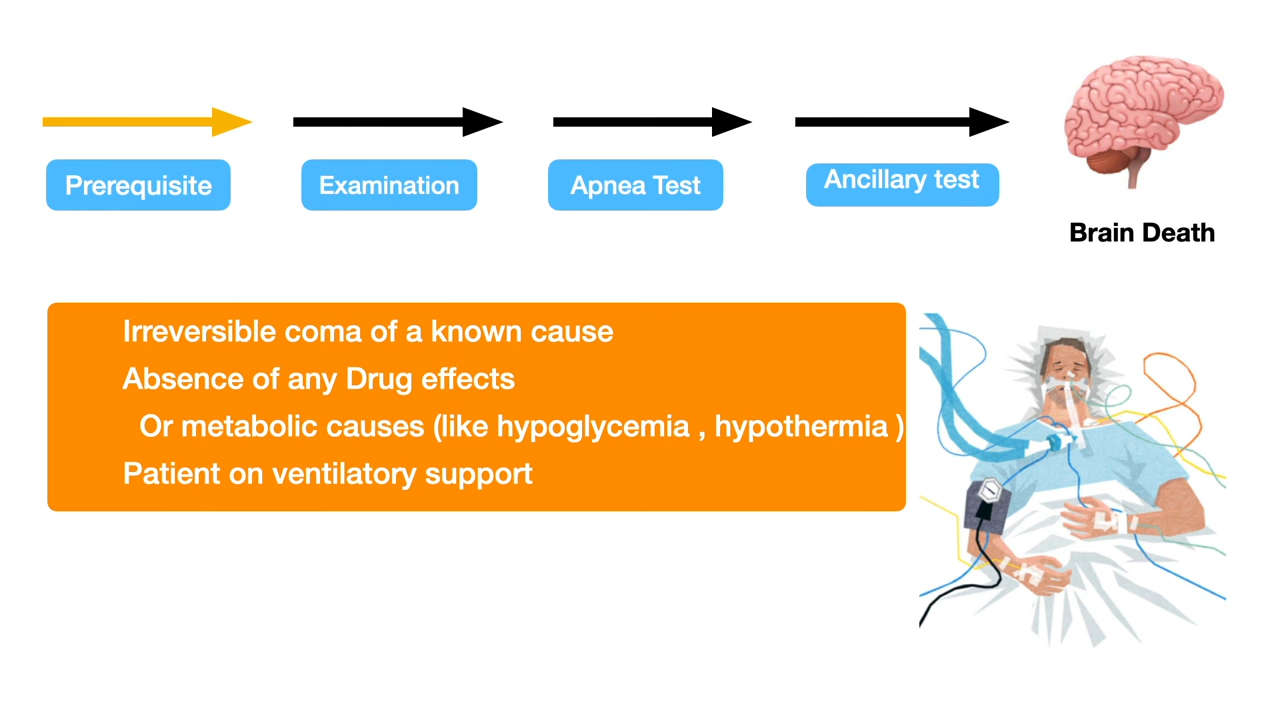 Prerequisite
Examination
Apnea Test
Ancillary test
Brain Death
Irreversible coma of a known cause
Absence of any Drug effects
Or metabolic causes (like hypoglycemia , hypothermia )
Patient on ventilatory support